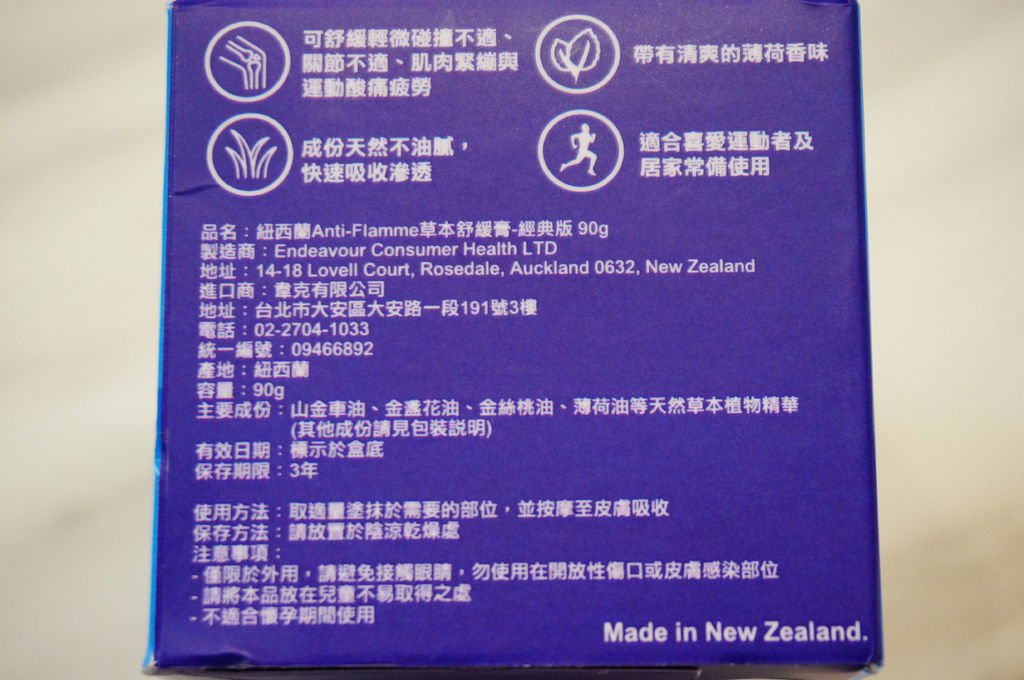 可舒緩輕微碰撞不適、
關節不適、肌肉緊繃與
運動酸痛疲勞
帶有清爽的薄荷香味
成份天然不油膩，
快速吸收滲透
適合喜愛運動者及
居家常備使用
品名：紐西蘭Anti-Flamme草本舒緩膏-經典版 90g
製造商：Endeavour Consumer Health LTD
地址：14-18 Lovell Court, Rosedale, Auckland 0632, New Zealand
進口商：韋克有限公司
地址：台北市大安區大安路一段191號3樓
電話：02-2704-1033
統一編號：09466892
產地：紐西蘭
容量：90g
主要成份：山金車油、金盞花油、金絲桃油、薄荷油等天然草本植物精華
(其他成份請見包裝説明)
有效日期：標示於盒底
保存期限：3年
使用方法：取適量塗抹於需要的部位，並按摩至皮膚吸收
保存方法：請放置於陰涼乾燥處
注意事項：
- 僅限於外用，請避免接觸眼睛，勿使用在開放性傷口或皮膚感染部位
- 請將本品放在兒童不易取得之處
- 不適合懷孕期間使用
Made in New Zealand.